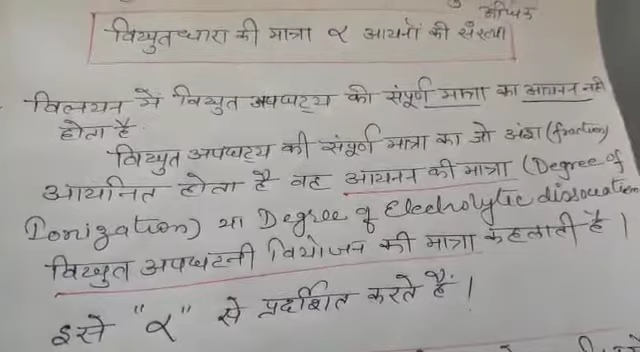 अधिक
विद्युतधारा की मात्रा ∝ आयनों की संख्या
विलयन में विद्युत अपघट्य की संपूर्ण मात्रा का आयनन नही
होता है
विद्युत अपघट्य की संपूर्ण मात्रा का जो अंश (fraction)
आयनित होता है वह आयनन की मात्रा (Degree of
Ionization) या Degree of Electrolytic dissociation
विद्युत अपघटनी वियोजन की मात्रा कहलाती है ।
इसे "α" से प्रदर्शित करते हैं ।